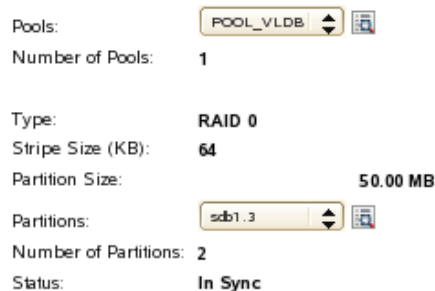 Pools: POOL_VLDB
Number of Pools: 1
Type: RAID 0
Stripe Size (KB): 64
Partition Size: 50.00 MB
Partitions: sdb1.3
Number of Partitions: 2
Status: In Sync